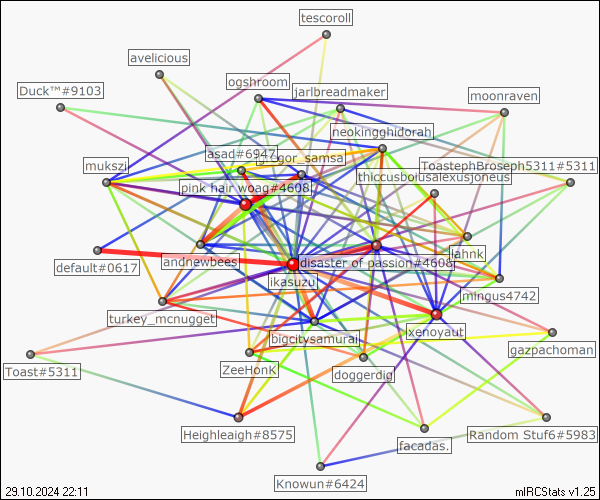 tescoroll
avelicious
ogshroom
jarlbreadmaker
Duck™#9103
moonraven
neokingghidorah
asad#6947
gregor_samsa
mukszi
ToastephBroseph5311#5311
thiccusboiusalexusjoneus
pink hair woag#4608
lahnk
andnewbees
disaster of passion#4608
default#0617
ikasuzu
mingus4742
turkey_mcnugget
xenoyaut
bigcitysamurai
gazpachoman
Toast#5311
ZeeHonK
doggerdig
Heighleaigh#8575
facadas.
Random Stuf6#5983
Knowun#6424
29.10.2024 22:11
mIRCStats v1.25